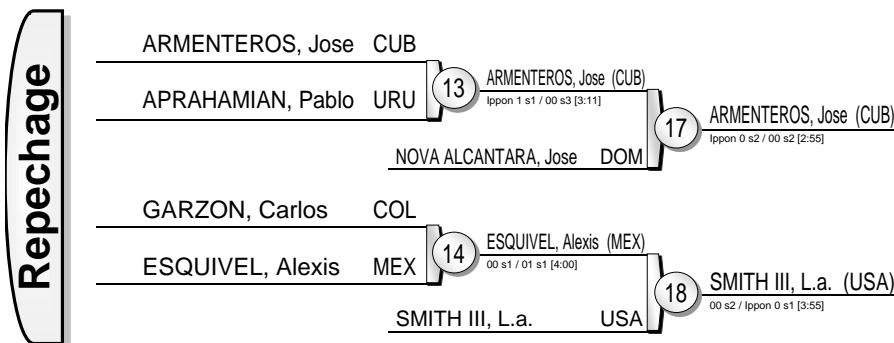 Repechage
ARMENTEROS, Jose CUB
APRAHAMIAN, Pablo URU
13
ARMENTEROS, Jose (CUB)
Ippon 1 s1 / 00 s3 [3:11]
NOVA ALCANTARA, Jose DOM
17
ARMENTEROS, Jose (CUB)
Ippon 0 s2 / 00 s2 [2:55]
GARZON, Carlos COL
ESQUIVEL, Alexis MEX
14
ESQUIVEL, Alexis (MEX)
00 s1 / 01 s1 [4:00]
SMITH III, L.a. USA
18
SMITH III, L.a. (USA)
00 s2 / Ippon 0 s1 [3:55]